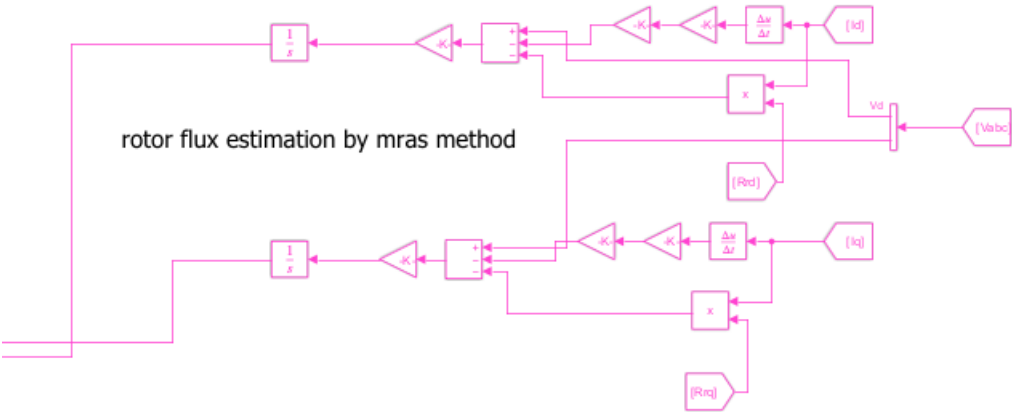 1
s
-K-
+
−
−
-K-
-K-
Δu
Δt
[Id]
x
Vd
[Vabc]
rotor flux estimation by mras method
[Rrd]
1
s
-K-
+
−
−
-K-
-K-
Δu
Δt
[Iq]
x
[Rrq]